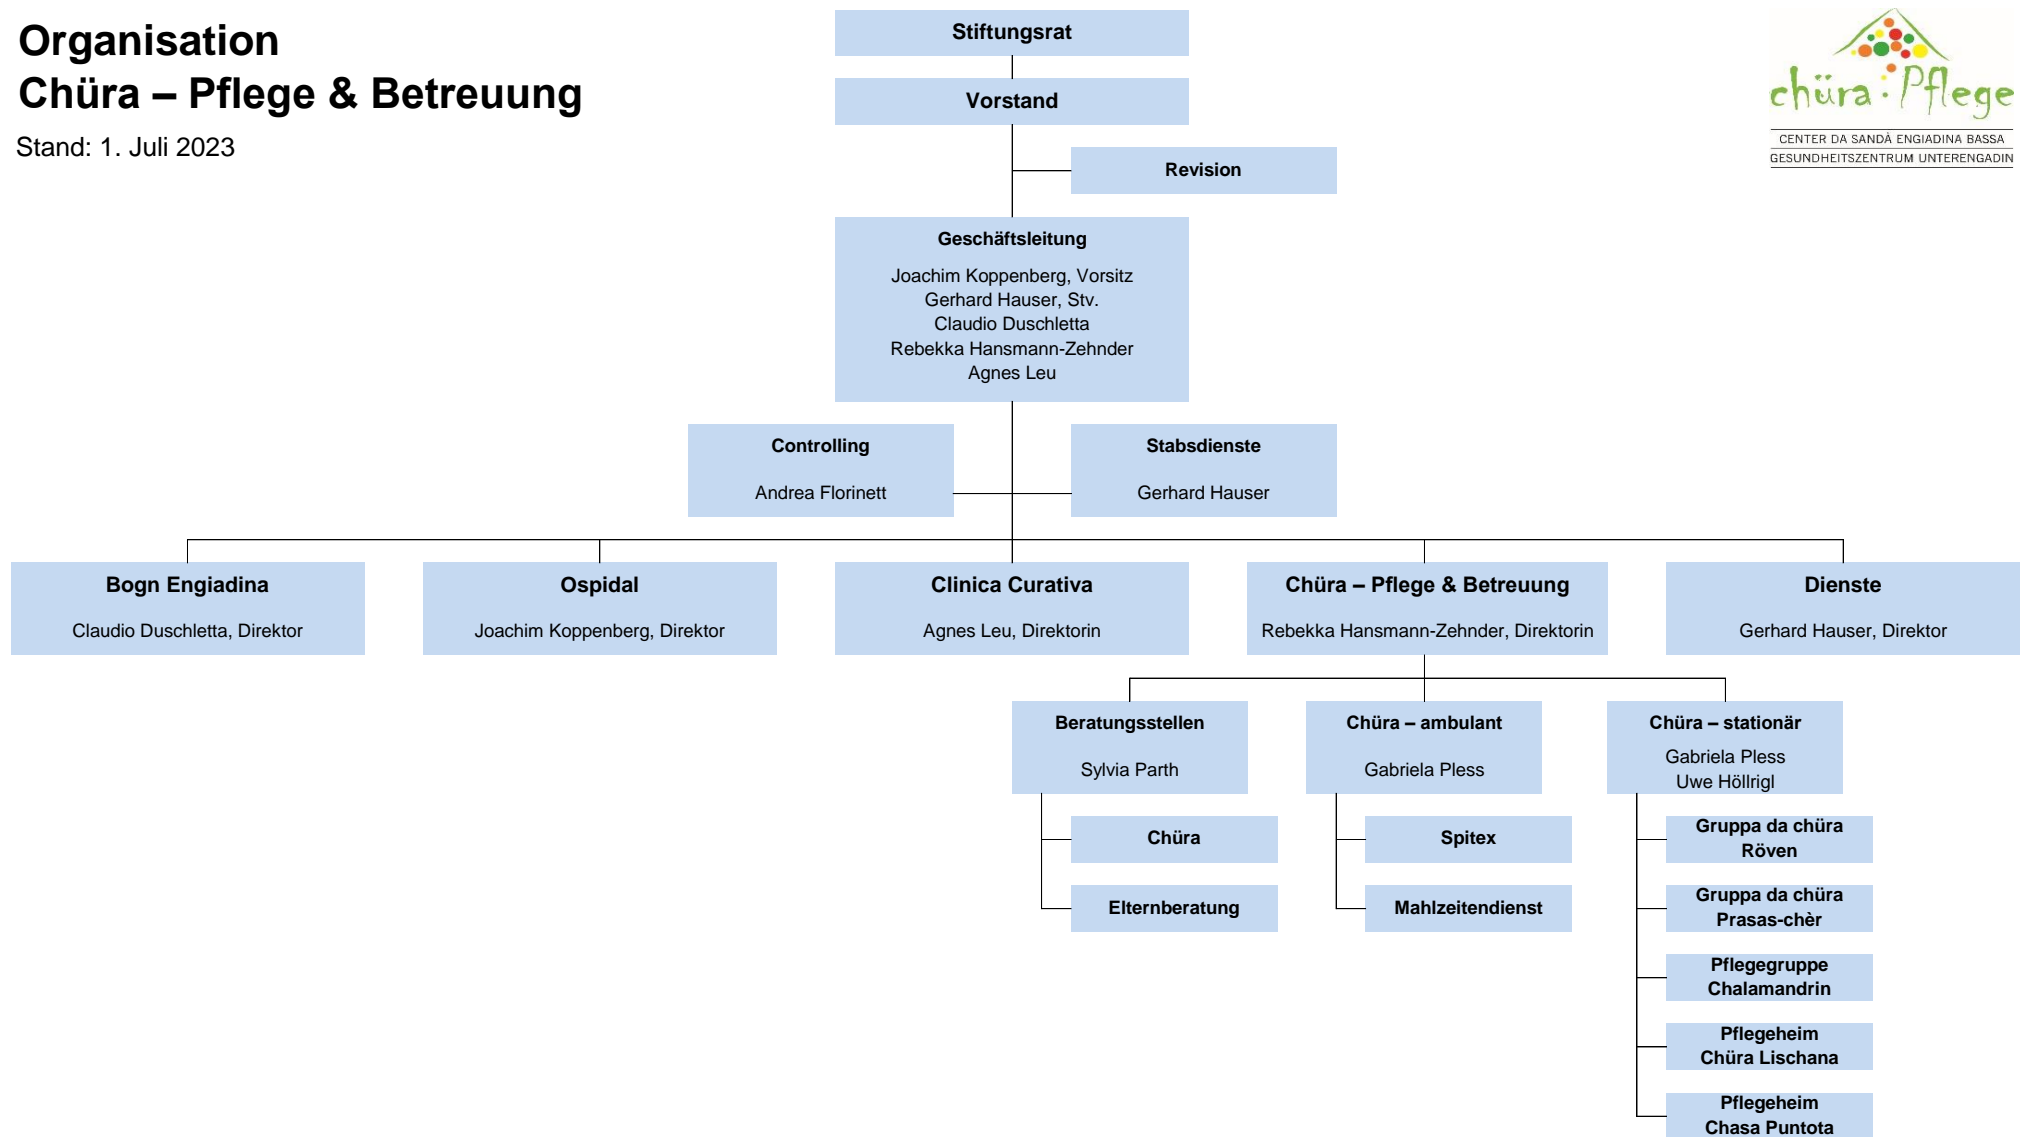 Organisation
Chüra – Pflege & Betreuung
Stand: 1. Juli 2023
chüra · Pflege
CENTER DA SANDÀ ENGIADINA BASSA
GESUNDHEITSZENTRUM UNTERENGADIN
Stiftungsrat
Vorstand
Revision
Geschäftsleitung
Joachim Koppenberg, Vorsitz
Gerhard Hauser, Stv.
Claudio Duschletta
Rebekka Hansmann-Zehnder
Agnes Leu
Controlling
Andrea Florinett
Stabsdienste
Gerhard Hauser
Bogn Engiadina
Claudio Duschletta, Direktor
Ospidal
Joachim Koppenberg, Direktor
Clinica Curativa
Agnes Leu, Direktorin
Chüra – Pflege & Betreuung
Rebekka Hansmann-Zehnder, Direktorin
Dienste
Gerhard Hauser, Direktor
Beratungsstellen
Sylvia Parth
Chüra
Elternberatung
Chüra – ambulant
Gabriela Pless
Spitex
Mahlzeitendienst
Chüra – stationär
Gabriela Pless
Uwe Höllrigl
Gruppa da chüra
Röven
Gruppa da chüra
Prasas-chèr
Pflegegruppe
Chalamandrin
Pflegeheim
Chüra Lischana
Pflegeheim
Chasa Puntota